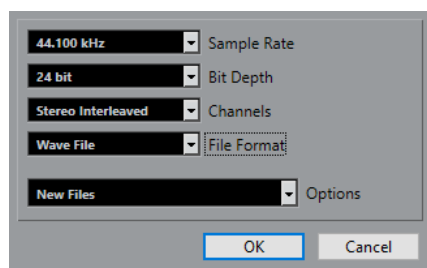 44.100 kHz Sample Rate
24 bit Bit Depth
Stereo Interleaved Channels
Wave File File Format
New Files Options
OK Cancel